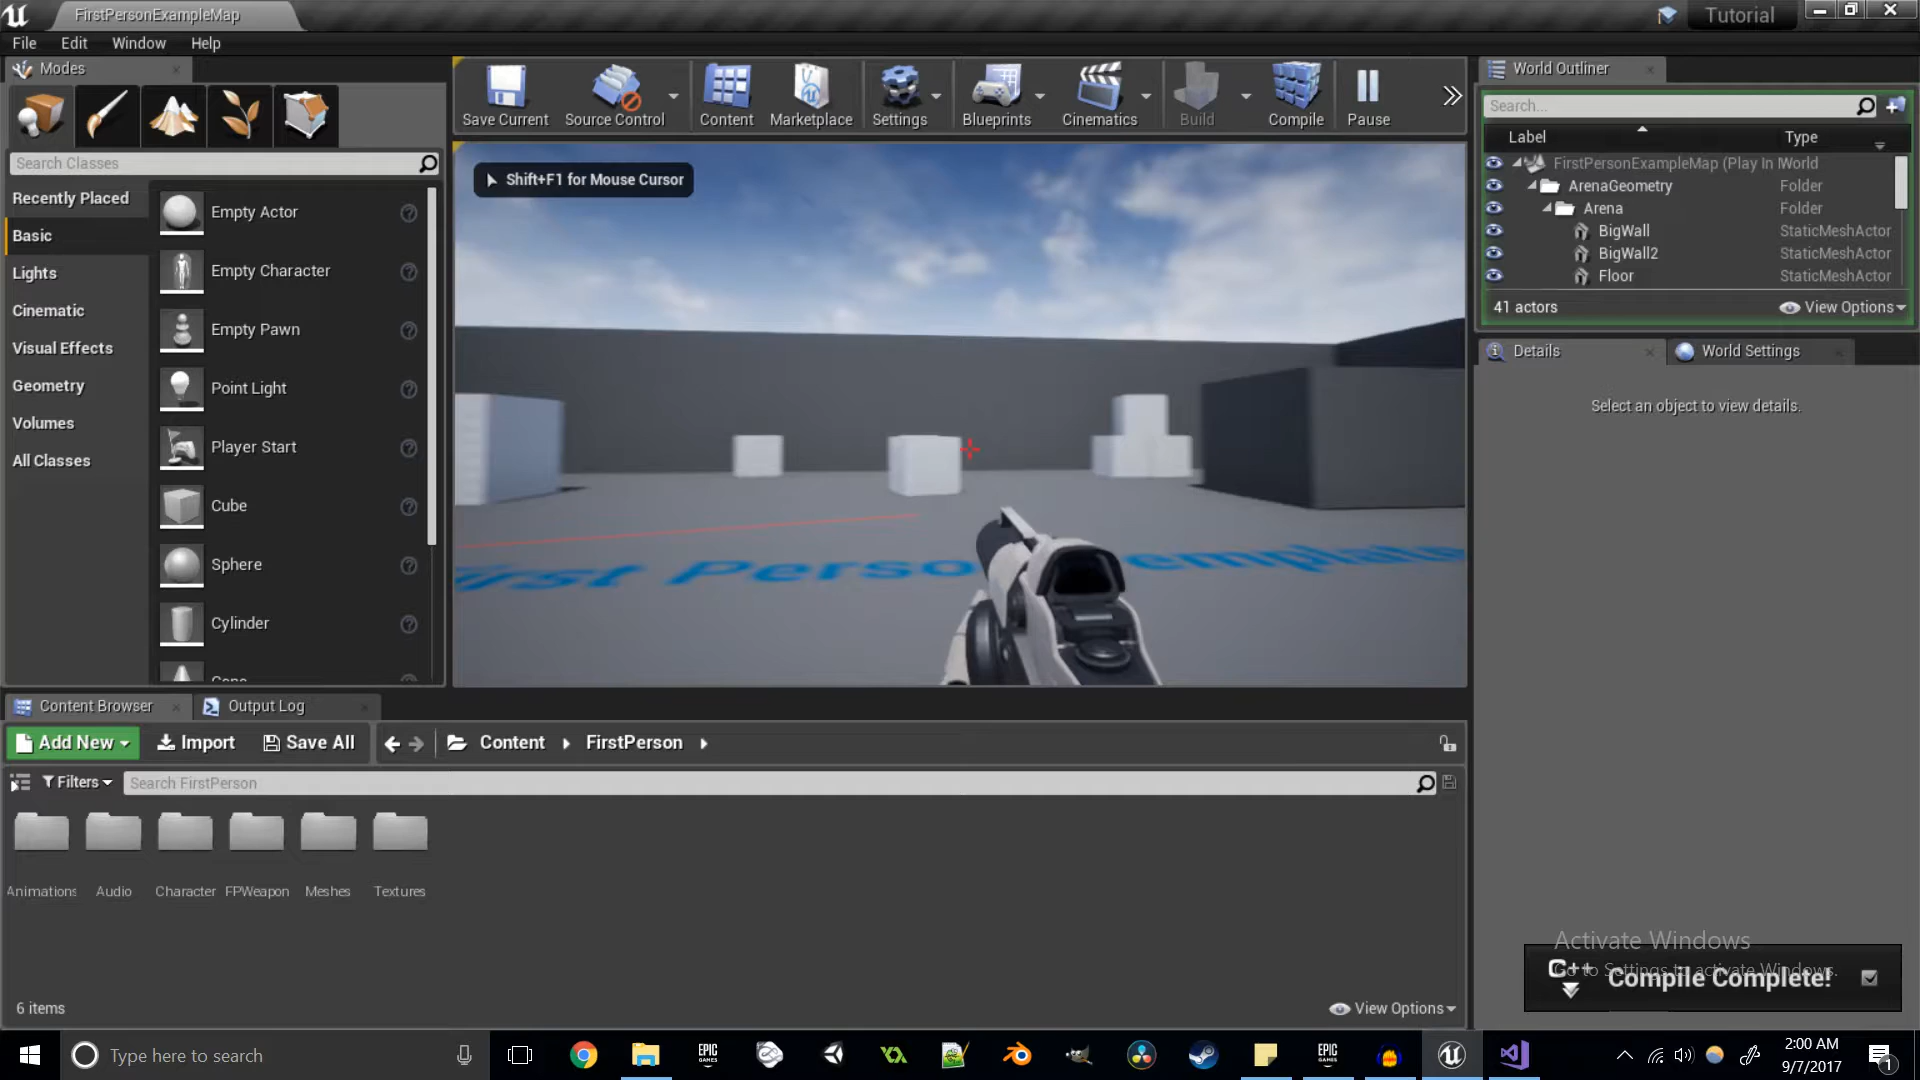 FirstPersonExampleMap
Tutorial
File Edit Window Help
Modes
Search Classes
Recently Placed
Basic
Lights
Cinematic
Visual Effects
Geometry
Volumes
All Classes
Empty Actor
Empty Character
Empty Pawn
Point Light
Player Start
Cube
Sphere
Cylinder
Save Current Source Control Content Marketplace Settings Blueprints Cinematics Build Compile Pause
Shift+F1 for Mouse Cursor
First Person Template
World Outliner
Search...
Label Type
FirstPersonExampleMap (Play In World
ArenaGeometry Folder
Arena Folder
BigWall StaticMeshActor
BigWall2 StaticMeshActor
Floor StaticMeshActor
41 actors View Options
Details World Settings
Select an object to view details.
Content Browser Output Log
Add New Import Save All Content FirstPerson
Filters Search FirstPerson
Animations Audio Character FPWeapon Meshes Textures
6 items View Options
Activate Windows
Go to Settings to activate Windows.
C++ Compile Complete!
Type here to search
EPIC GAMES
EPIC GAMES
2:00 AM
9/7/2017
1